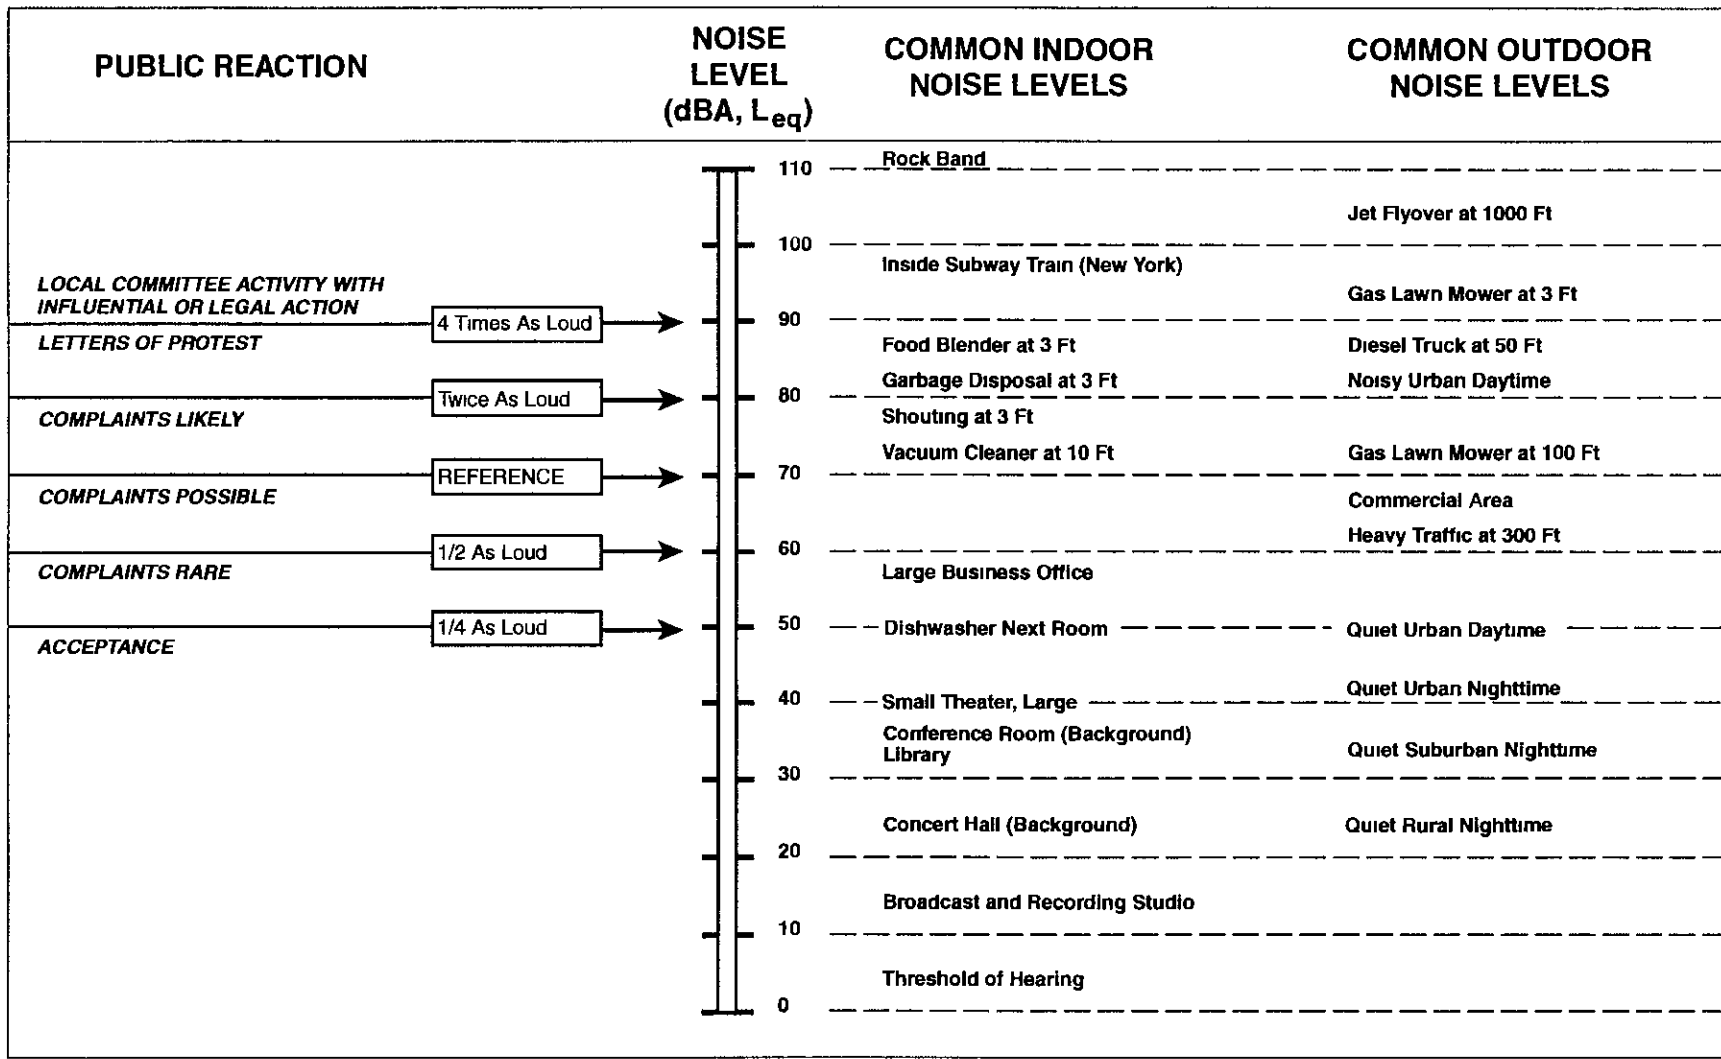 PUBLIC REACTION
NOISE
LEVEL
(dBA, Leq)
COMMON INDOOR
NOISE LEVELS
COMMON OUTDOOR
NOISE LEVELS
110
Rock Band
Jet Flyover at 1000 Ft
100
Inside Subway Train (New York)
LOCAL COMMITTEE ACTIVITY WITH
INFLUENTIAL OR LEGAL ACTION
Gas Lawn Mower at 3 Ft
4 Times As Loud
90
LETTERS OF PROTEST
Food Blender at 3 Ft
Diesel Truck at 50 Ft
Garbage Disposal at 3 Ft
Noisy Urban Daytime
Twice As Loud
80
COMPLAINTS LIKELY
Shouting at 3 Ft
Vacuum Cleaner at 10 Ft
Gas Lawn Mower at 100 Ft
REFERENCE
70
COMPLAINTS POSSIBLE
Commercial Area
Heavy Traffic at 300 Ft
1/2 As Loud
60
COMPLAINTS RARE
Large Business Office
1/4 As Loud
50
Dishwasher Next Room
Quiet Urban Daytime
ACCEPTANCE
Quiet Urban Nighttime
40
Small Theater, Large
Conference Room (Background)
Library
Quiet Suburban Nighttime
30
Concert Hall (Background)
Quiet Rural Nighttime
20
Broadcast and Recording Studio
10
Threshold of Hearing
0